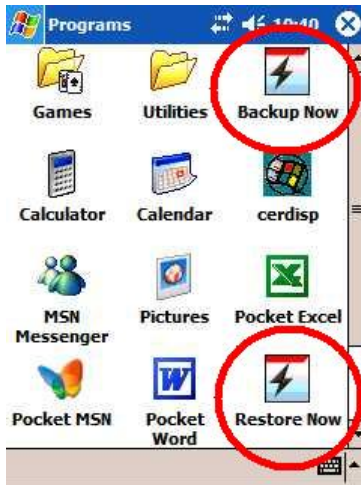 Programs 10:40
Games Utilities Backup Now
Calculator Calendar cerdisp
MSN Pictures Pocket Excel
Messenger
Pocket MSN Pocket Restore Now
Word